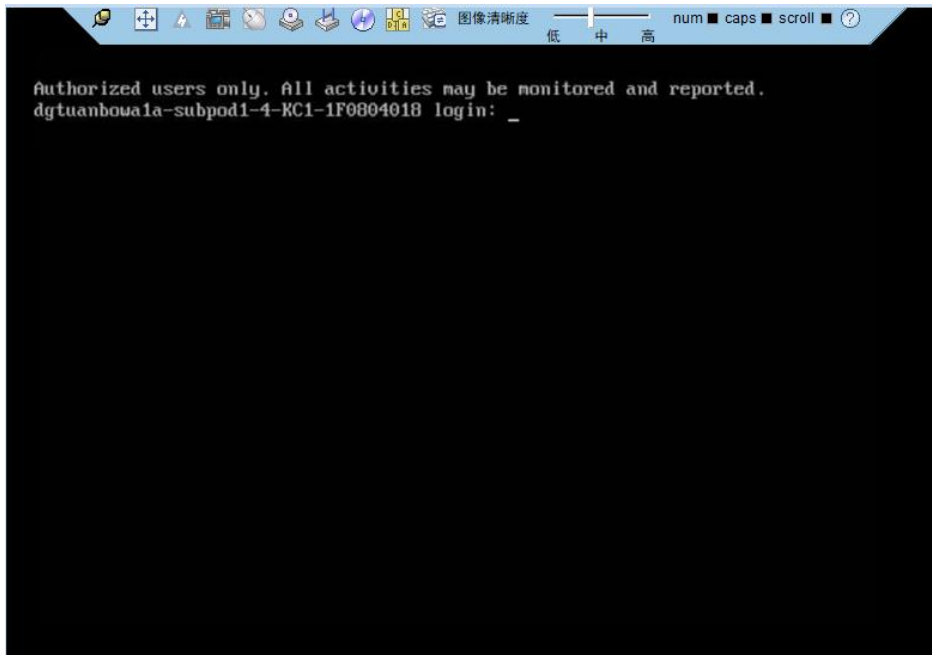 图像清晰度 num caps scroll ?
低 中 高
Authorized users only. All activities may be monitored and reported.
dgtuanbowa1a-subpod1-4-KC1-1F0804018 login: _